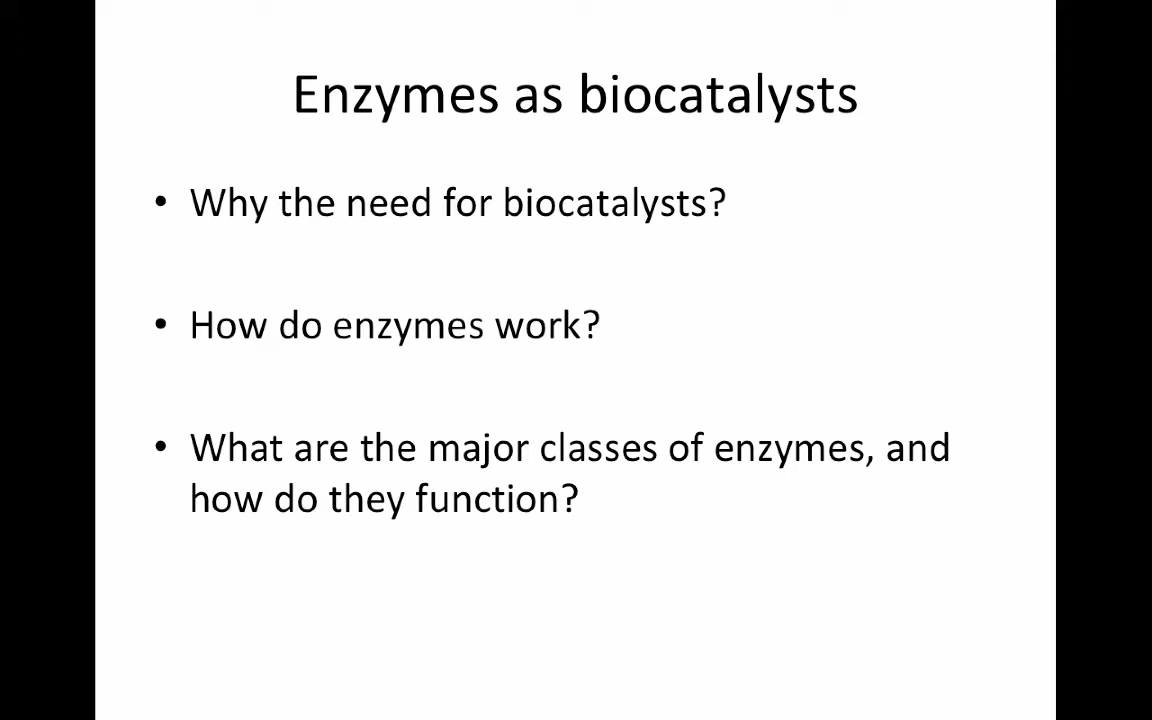 Enzymes as biocatalysts
• Why the need for biocatalysts?
• How do enzymes work?
• What are the major classes of enzymes, and
how do they function?